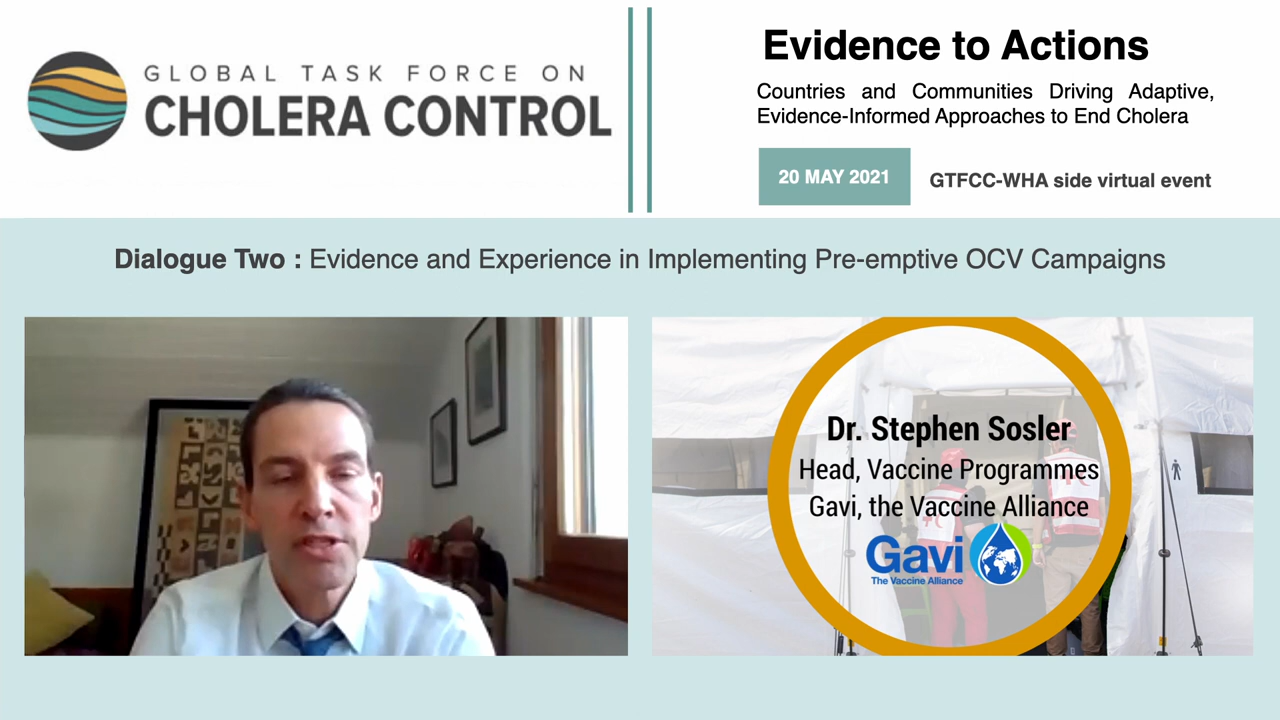 GLOBAL TASK FORCE ON
CHOLERA CONTROL
Evidence to Actions
Countries and Communities Driving Adaptive,
Evidence-Informed Approaches to End Cholera
20 MAY 2021
GTFCC-WHA side virtual event
Dialogue Two : Evidence and Experience in Implementing Pre-emptive OCV Campaigns
Dr. Stephen Sosler
Head, Vaccine Programmes
Gavi, the Vaccine Alliance
Gavi
The Vaccine Alliance